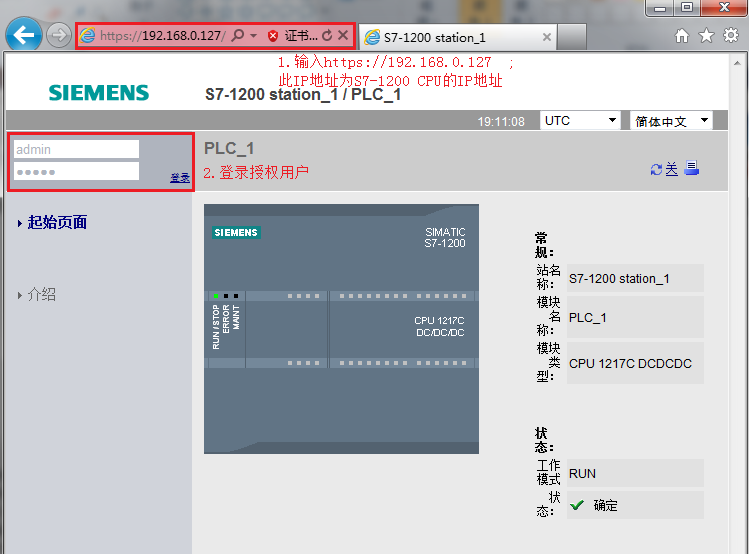 https://192.168.0.127/
证书...
S7-1200 station_1
1.输入https://192.168.0.127 ;
此IP地址为S7-1200 CPU的IP地址
SIEMENS
S7-1200 station_1 / PLC_1
19:11:08
UTC
简体中文
admin
●●●●●
登录
PLC_1
2.登录授权用户
关
起始页面
介绍
SIEMENS
SIMATIC
S7-1200
RUN / STOP
ERROR
MAINT
CPU 1217C
DC/DC/DC
常规：
站名称：
S7-1200 station_1
模块名称：
PLC_1
模块类型：
CPU 1217C DCDCDC
状态：
工作模式
RUN
状态：
确定